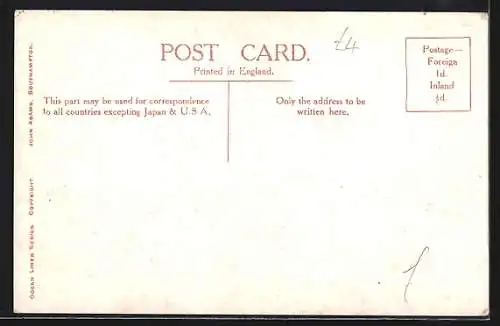 POST CARD.
Printed in England.
£4
Postage—
Foreign
1d.
Inland
½d.
This part may be used for correspondence
to all countries excepting Japan & U.S A.
Only the address to be
written here.
OCEAN LINER SERIES. COPYRIGHT. JOHN ADAMS, SOUTHAMPTON.